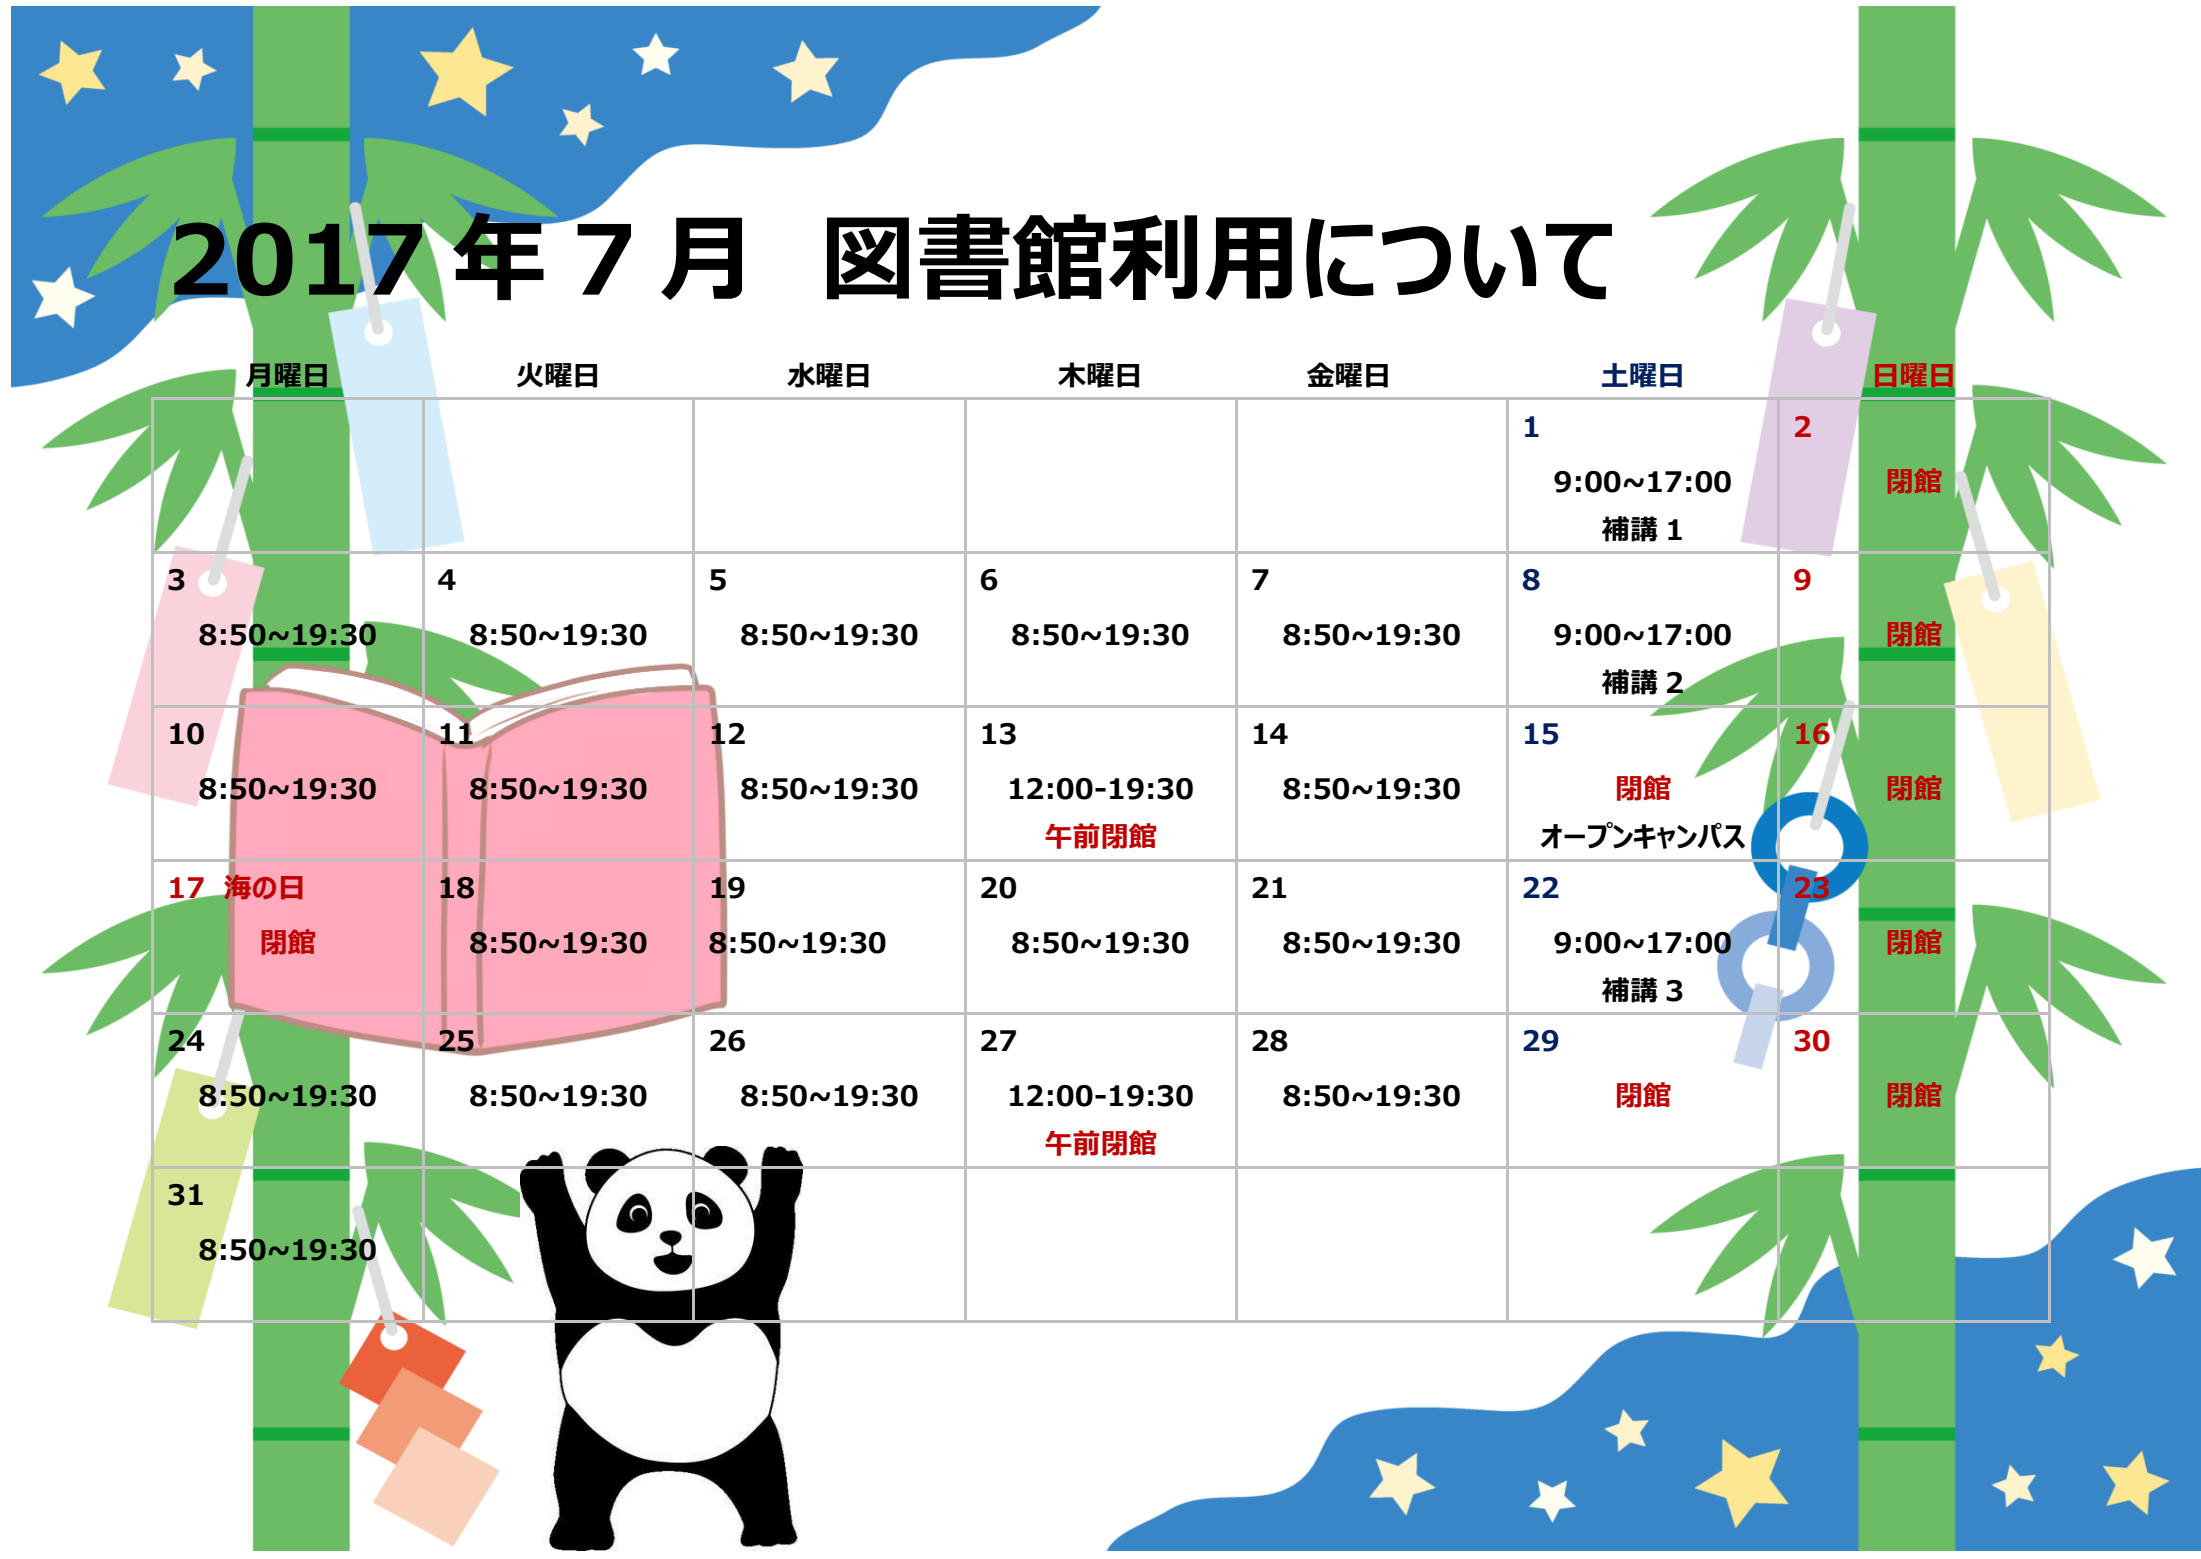 2017年7月　図書館利用について
月曜日 火曜日 水曜日 木曜日 金曜日 土曜日 日曜日
1 2
9:00~17:00 閉館
補講1
3 4 5 6 7 8 9
8:50~19:30 8:50~19:30 8:50~19:30 8:50~19:30 8:50~19:30 9:00~17:00 閉館
補講2
10 11 12 13 14 15 16
8:50~19:30 8:50~19:30 8:50~19:30 12:00-19:30 8:50~19:30 閉館 閉館
午前閉館 オープンキャンパス
17 海の日 18 19 20 21 22 23
閉館 8:50~19:30 8:50~19:30 8:50~19:30 8:50~19:30 9:00~17:00 閉館
補講3
24 25 26 27 28 29 30
8:50~19:30 8:50~19:30 8:50~19:30 12:00-19:30 8:50~19:30 閉館 閉館
午前閉館
31
8:50~19:30